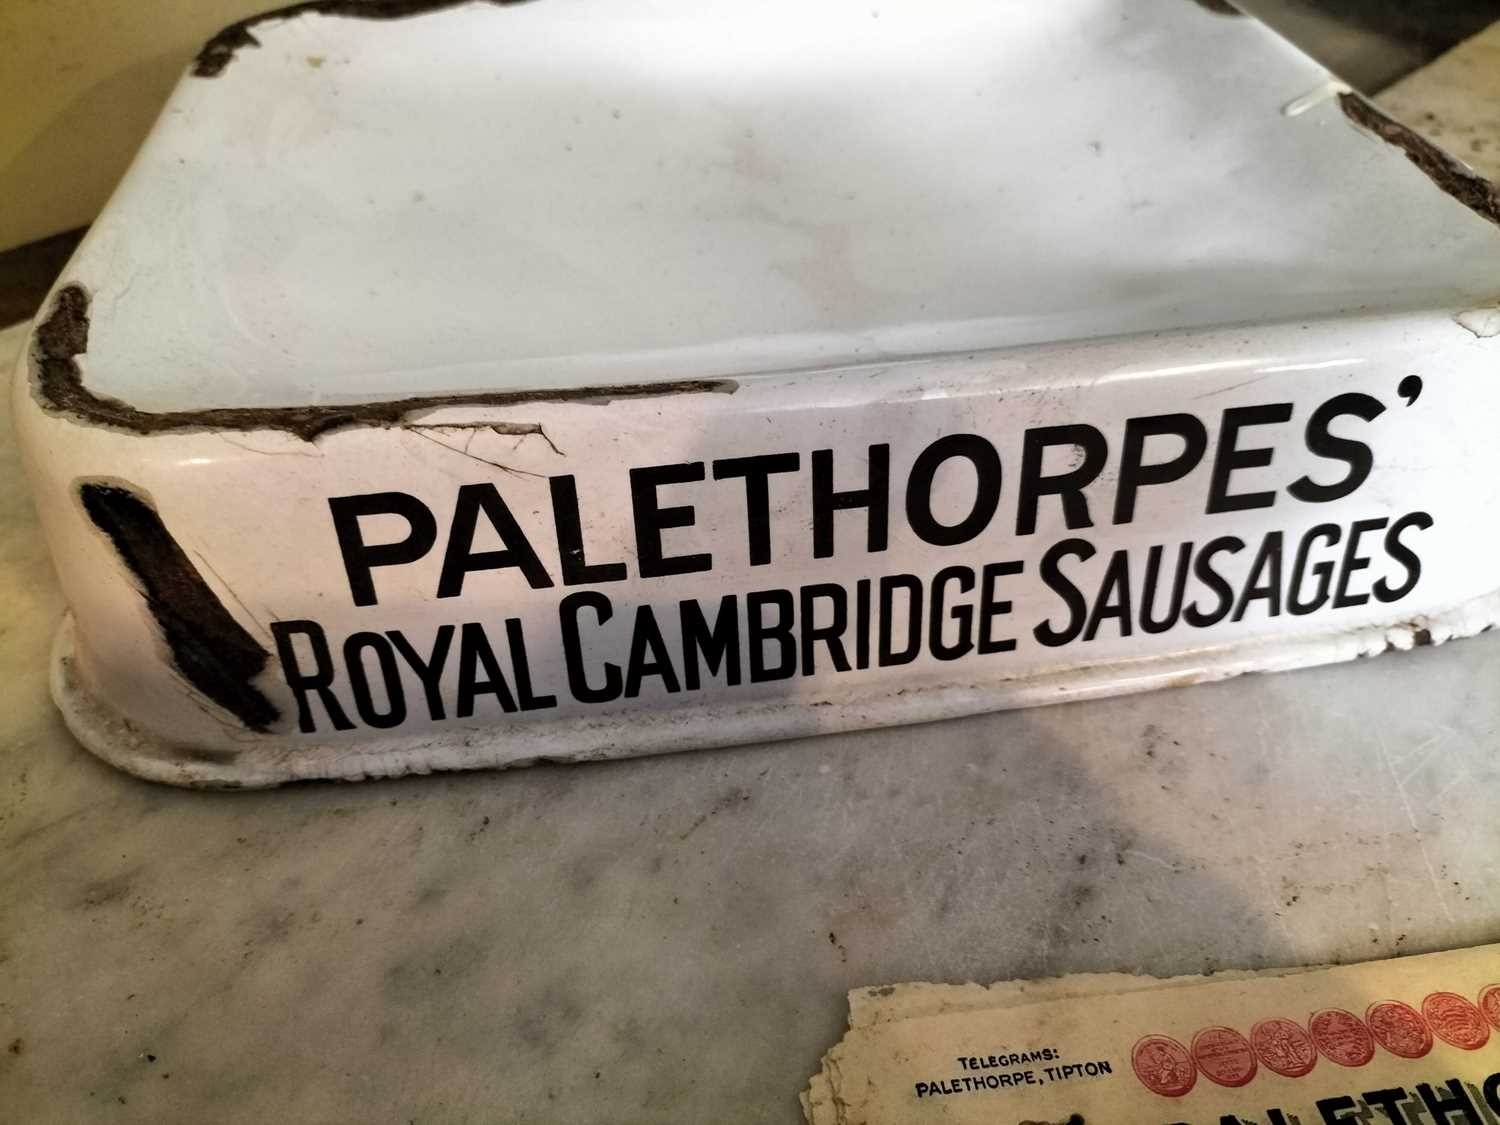 PALETHORPES'
ROYAL CAMBRIDGE SAUSAGES
TELEGRAMS:
PALETHORPE, TIPTON